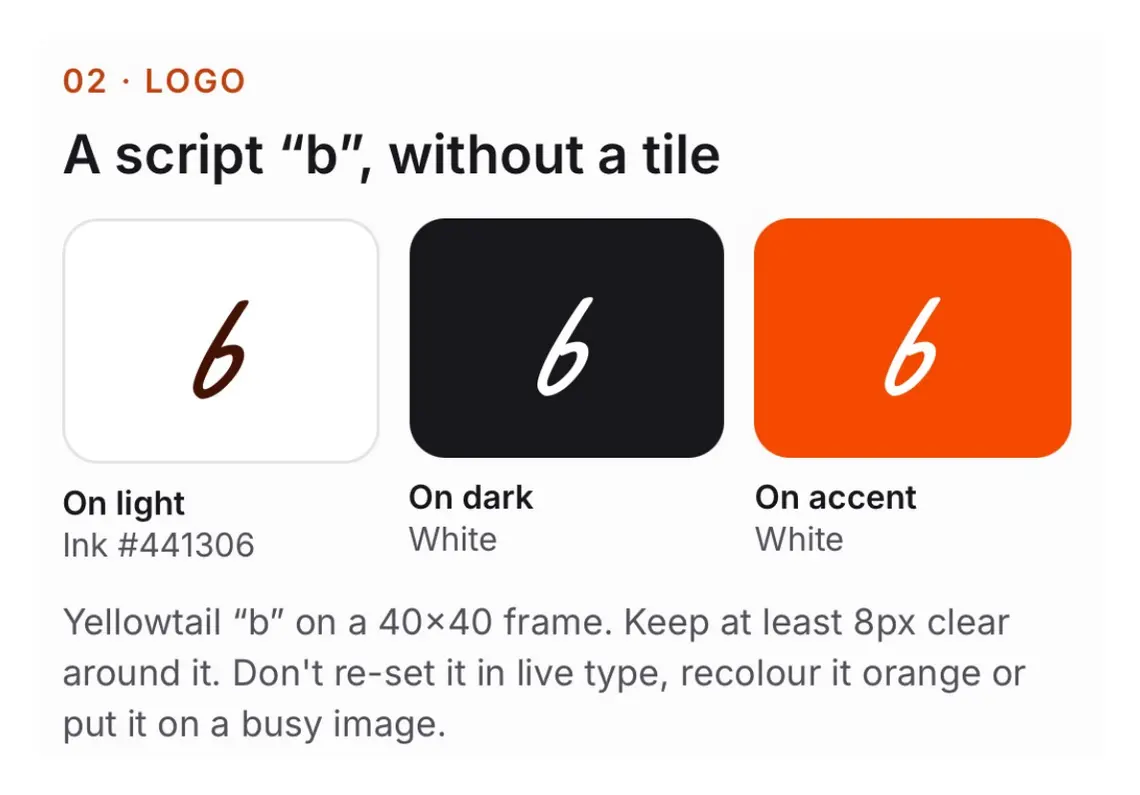 02 · LOGO
A script “b”, without a tile
b
b
b
On light
Ink #441306
On dark
White
On accent
White
Yellowtail “b” on a 40×40 frame. Keep at least 8px clear
around it. Don't re-set it in live type, recolour it orange or
put it on a busy image.